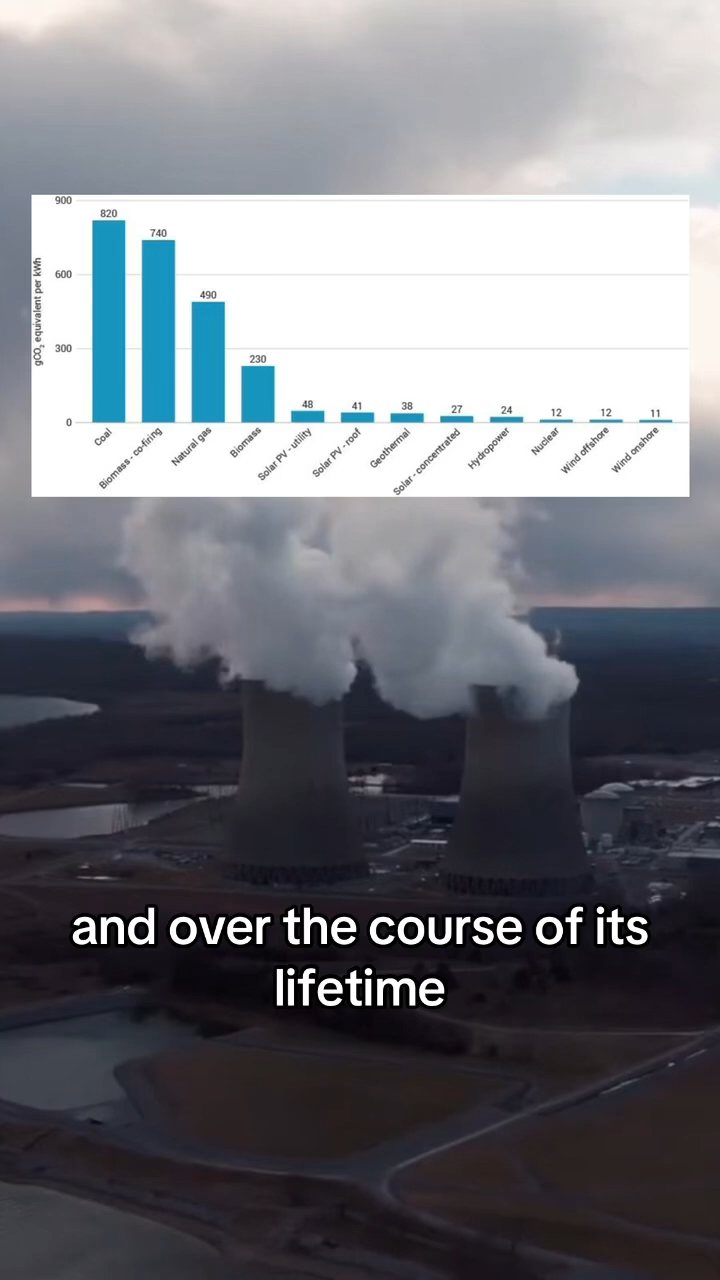 900
820
740
600
490
300
230
48
41
38
27
24
12
12
11
0
gCO₂ equivalent per kWh
Coal
Biomass - co-firing
Natural gas
Biomass
Solar PV - utility
Solar PV - roof
Geothermal
Solar - concentrated
Hydropower
Nuclear
Wind offshore
Wind onshore
and over the course of its
lifetime